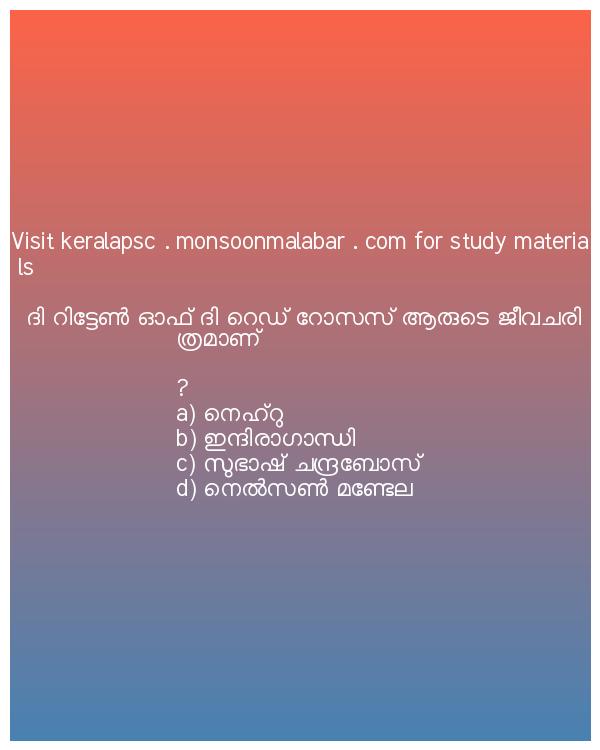 Visit keralapsc . monsoonmalabar . com for study materia
ls
ദി റിട്ടേൺ ഓഫ് ദി റെഡ് റോസസ് ആരുടെ ജീവചരി
ത്രമാണ്
?
a) നെഹ്റു
b) ഇന്ദിരാഗാന്ധി
c) സുഭാഷ് ചന്ദ്രബോസ്
d) നെൽസൺ മണ്ടേല